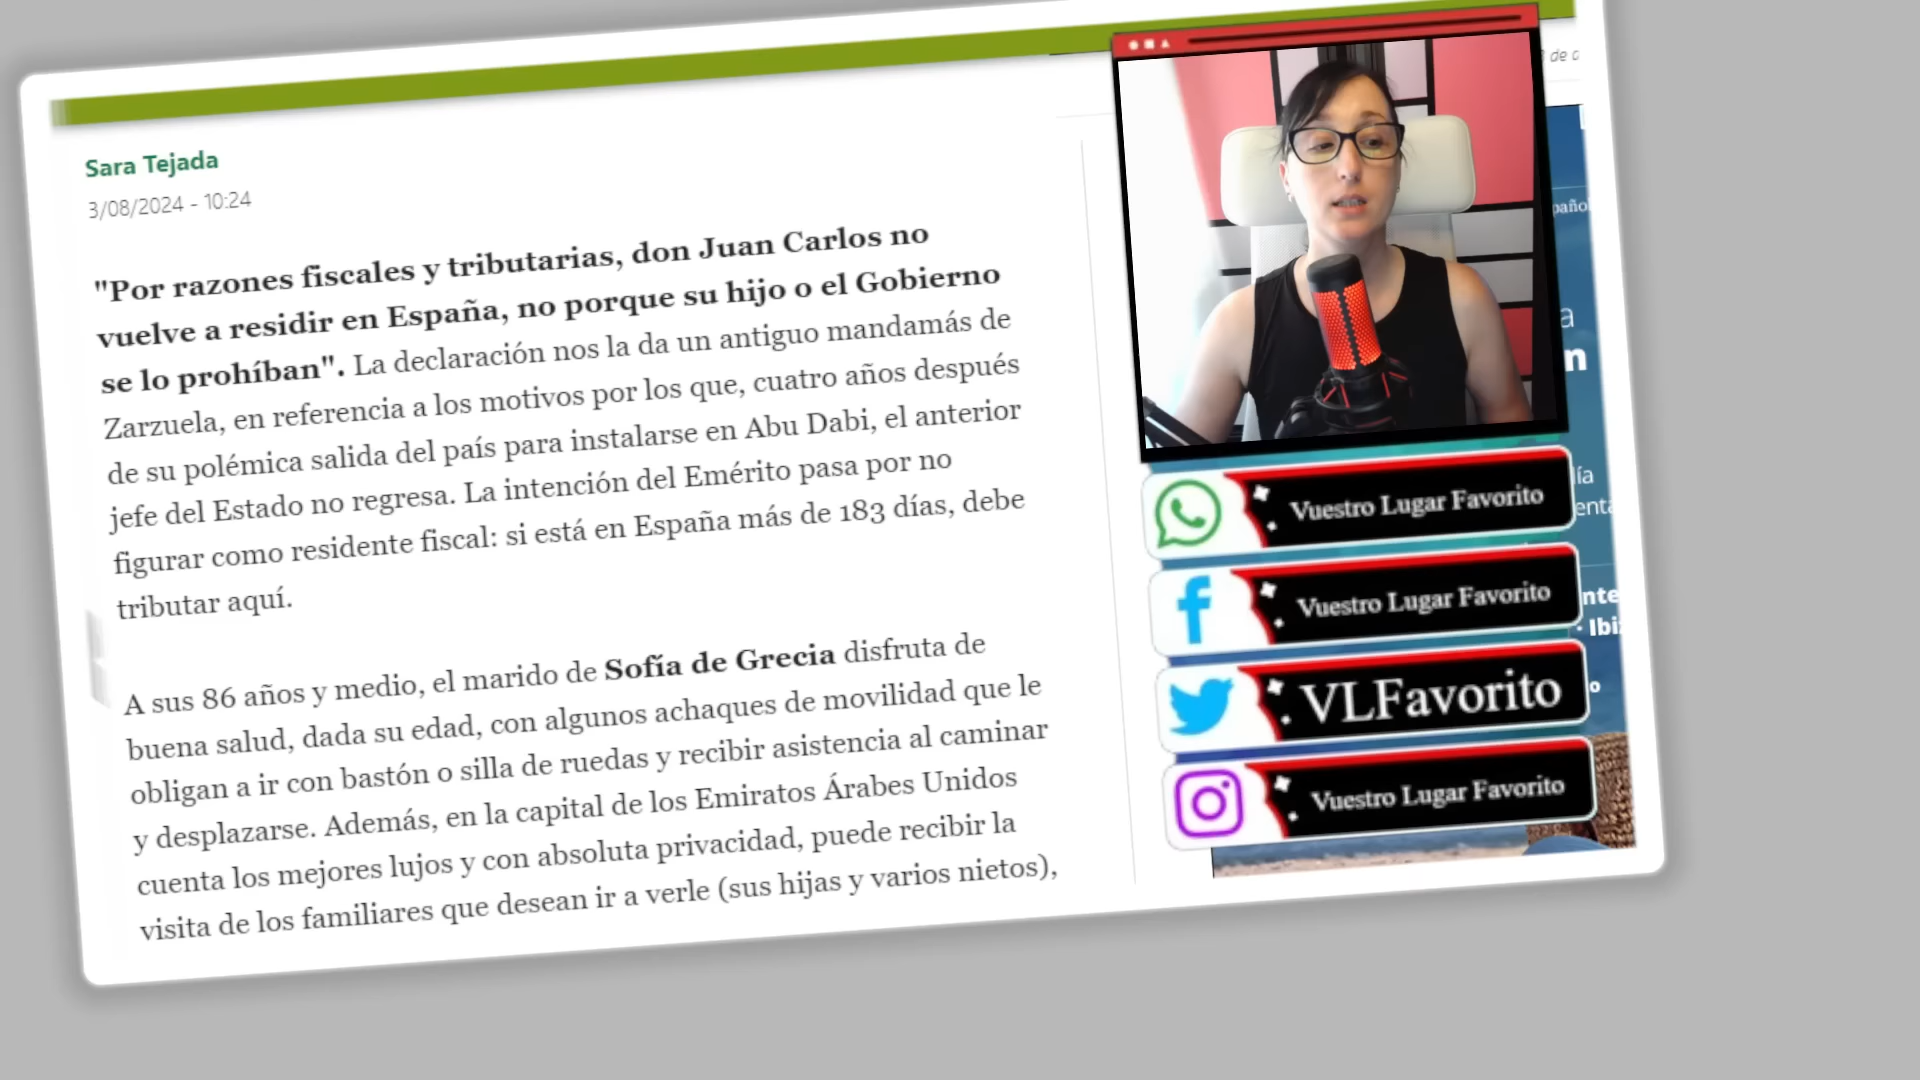 Sara Tejada
3/08/2024 - 10:24
"Por razones fiscales y tributarias, don Juan Carlos no
vuelve a residir en España, no porque su hijo o el Gobierno
se lo prohíban". La declaración nos la da un antiguo mandamás de
Zarzuela, en referencia a los motivos por los que, cuatro años después
de su polémica salida del país para instalarse en Abu Dabi, el anterior
jefe del Estado no regresa. La intención del Emérito pasa por no
figurar como residente fiscal: si está en España más de 183 días, debe
tributar aquí.
A sus 86 años y medio, el marido de Sofía de Grecia disfruta de
buena salud, dada su edad, con algunos achaques de movilidad que le
obligan a ir con bastón o silla de ruedas y recibir asistencia al caminar
y desplazarse. Además, en la capital de los Emiratos Árabes Unidos
cuenta los mejores lujos y con absoluta privacidad, puede recibir la
visita de los familiares que desean ir a verle (sus hijas y varios nietos),
Vuestro Lugar Favorito
Vuestro Lugar Favorito
VLFavorito
Vuestro Lugar Favorito